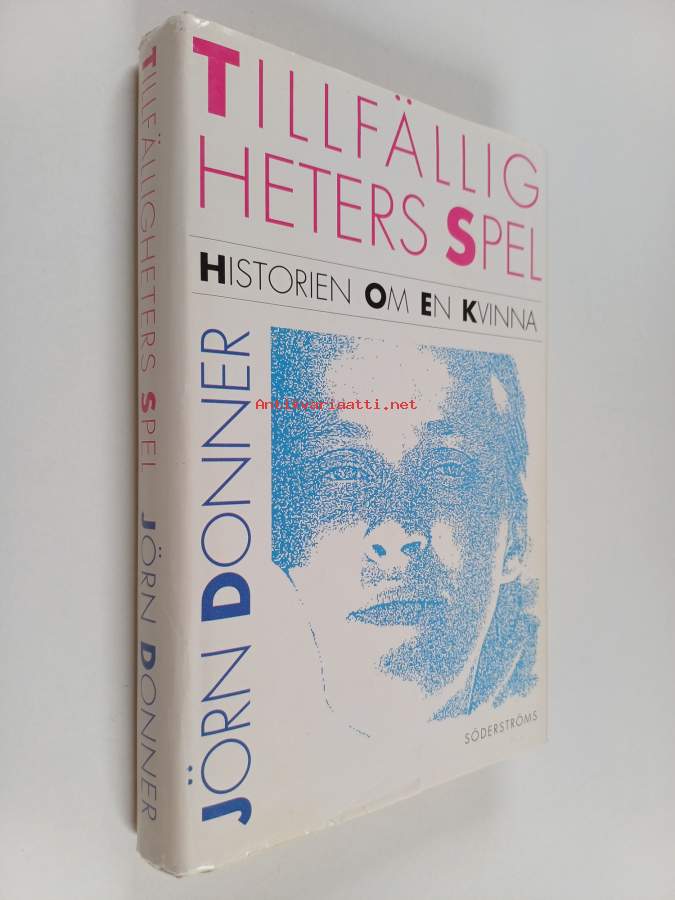 TILLFÄLLIGHETERS SPEL JÖRN DONNER
TILLFÄLLIG
HETERS SPEL
HISTORIEN OM EN KVINNA
JÖRN DONNER
Antikvariaatti.net
SÖDERSTRÖMS